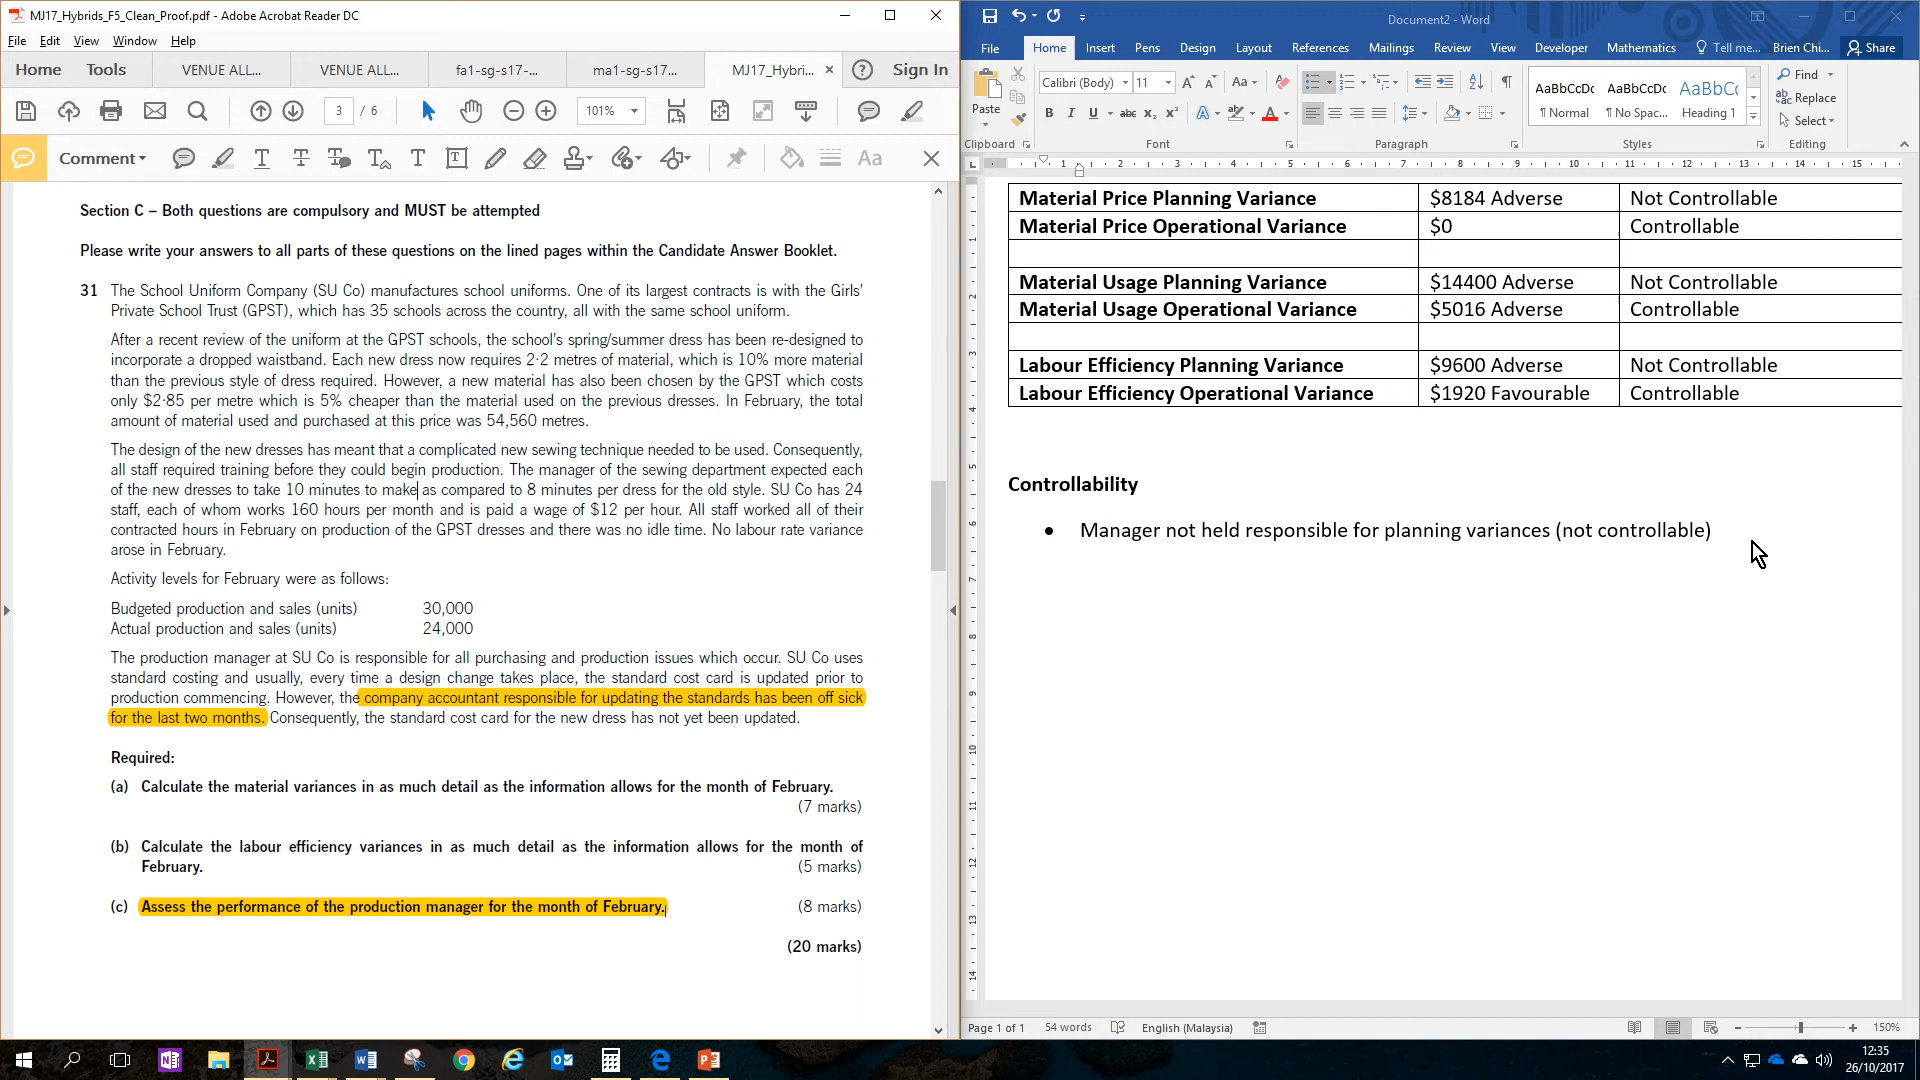 MJ17_Hybrids_F5_Clean_Proof.pdf - Adobe Acrobat Reader DC
File Edit View Window Help
Home Tools VENUE ALL... VENUE ALL... fa1-sg-s17-... ma1-sg-s17... MJ17_Hybri... × Sign In
3 / 6 101%
Comment
Section C – Both questions are compulsory and MUST be attempted
Please write your answers to all parts of these questions on the lined pages within the Candidate Answer Booklet.
31 The School Uniform Company (SU Co) manufactures school uniforms. One of its largest contracts is with the Girls’
Private School Trust (GPST), which has 35 schools across the country, all with the same school uniform.
After a recent review of the uniform at the GPST schools, the school’s spring/summer dress has been re-designed to
incorporate a dropped waistband. Each new dress now requires 2·2 metres of material, which is 10% more material
than the previous style of dress required. However, a new material has also been chosen by the GPST which costs
only $2·85 per metre which is 5% cheaper than the material used on the previous dresses. In February, the total
amount of material used and purchased at this price was 54,560 metres.
The design of the new dresses has meant that a complicated new sewing technique needed to be used. Consequently,
all staff required training before they could begin production. The manager of the sewing department expected each
of the new dresses to take 10 minutes to make as compared to 8 minutes per dress for the old style. SU Co has 24
staff, each of whom works 160 hours per month and is paid a wage of $12 per hour. All staff worked all of their
contracted hours in February on production of the GPST dresses and there was no idle time. No labour rate variance
arose in February.
Activity levels for February were as follows:
Budgeted production and sales (units) 30,000
Actual production and sales (units) 24,000
The production manager at SU Co is responsible for all purchasing and production issues which occur. SU Co uses
standard costing and usually, every time a design change takes place, the standard cost card is updated prior to
production commencing. However, the company accountant responsible for updating the standards has been off sick
for the last two months. Consequently, the standard cost card for the new dress has not yet been updated.
Required:
(a) Calculate the material variances in as much detail as the information allows for the month of February.
(7 marks)
(b) Calculate the labour efficiency variances in as much detail as the information allows for the month of
February. (5 marks)
(c) Assess the performance of the production manager for the month of February. (8 marks)
(20 marks)
Document2 - Word
File Home Insert Pens Design Layout References Mailings Review View Developer Mathematics Tell me... Brien Chi... Share
Paste Calibri (Body) 11 Aa AaBbCcDc AaBbCcDc AaBbCc Find
Replace
¶ Normal ¶ No Spac... Heading 1 Select
Clipboard Font Paragraph Styles Editing
Material Price Planning Variance $8184 Adverse Not Controllable
Material Price Operational Variance $0 Controllable
Material Usage Planning Variance $14400 Adverse Not Controllable
Material Usage Operational Variance $5016 Adverse Controllable
Labour Efficiency Planning Variance $9600 Adverse Not Controllable
Labour Efficiency Operational Variance $1920 Favourable Controllable
Controllability
• Manager not held responsible for planning variances (not controllable)
Page 1 of 1 54 words English (Malaysia) 150%
12:35
26/10/2017